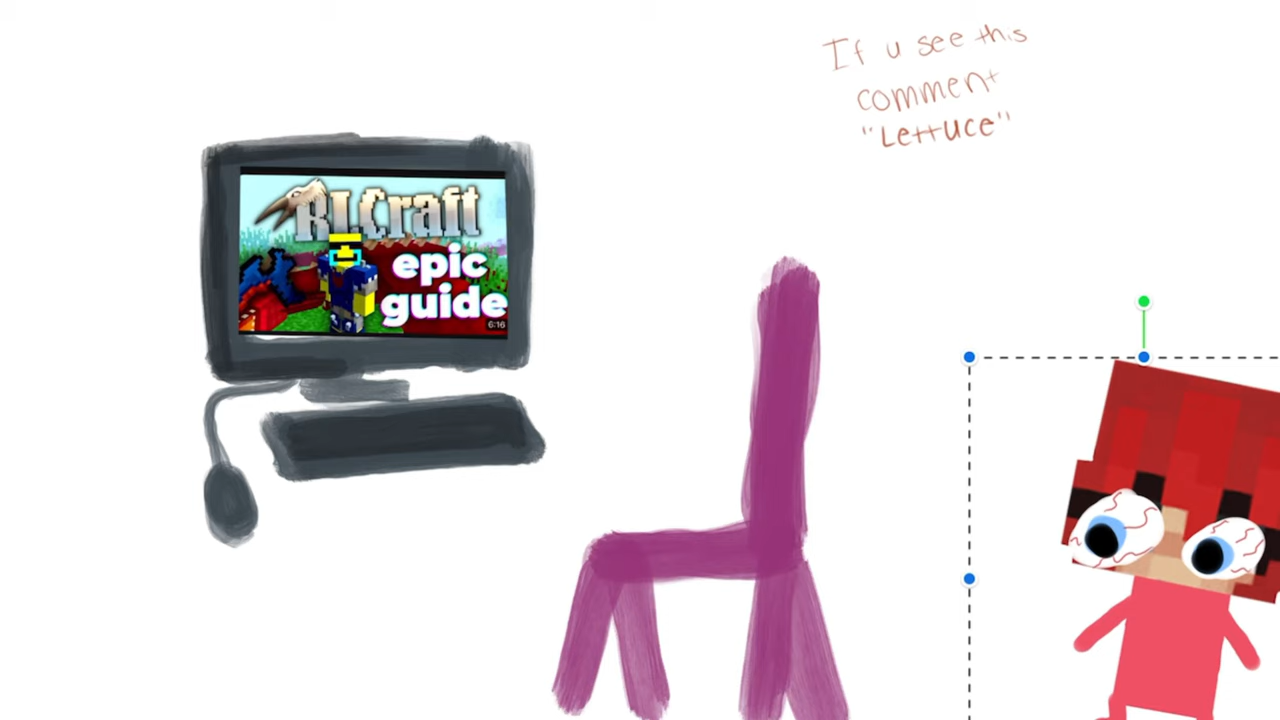 If u see this
comment
"Lettuce"
RLCraft
epic
guide
6:16